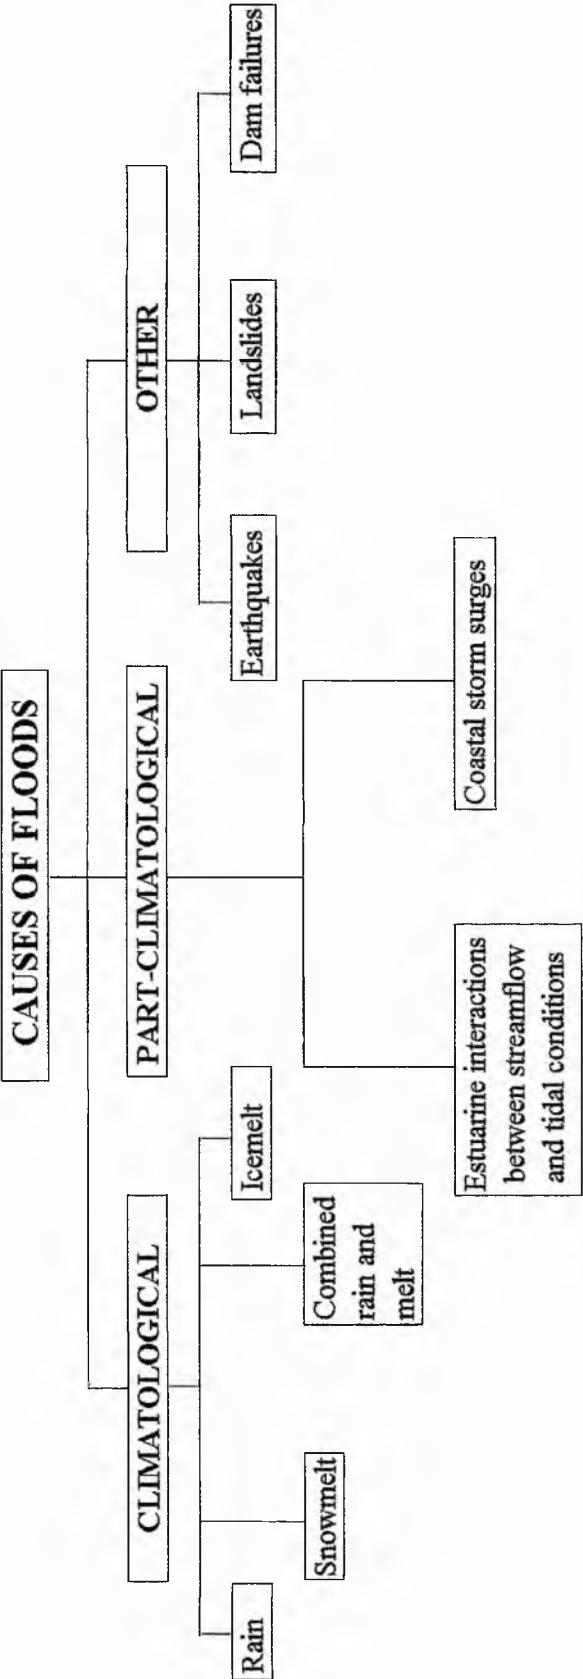 CAUSES OF FLOODS
CLIMATOLOGICAL
PART-CLIMATOLOGICAL
OTHER
Rain
Snowmelt
Combined
rain and
melt
Icemelt
Estuarine interactions
between streamflow
and tidal conditions
Coastal storm surges
Earthquakes
Landslides
Dam failures